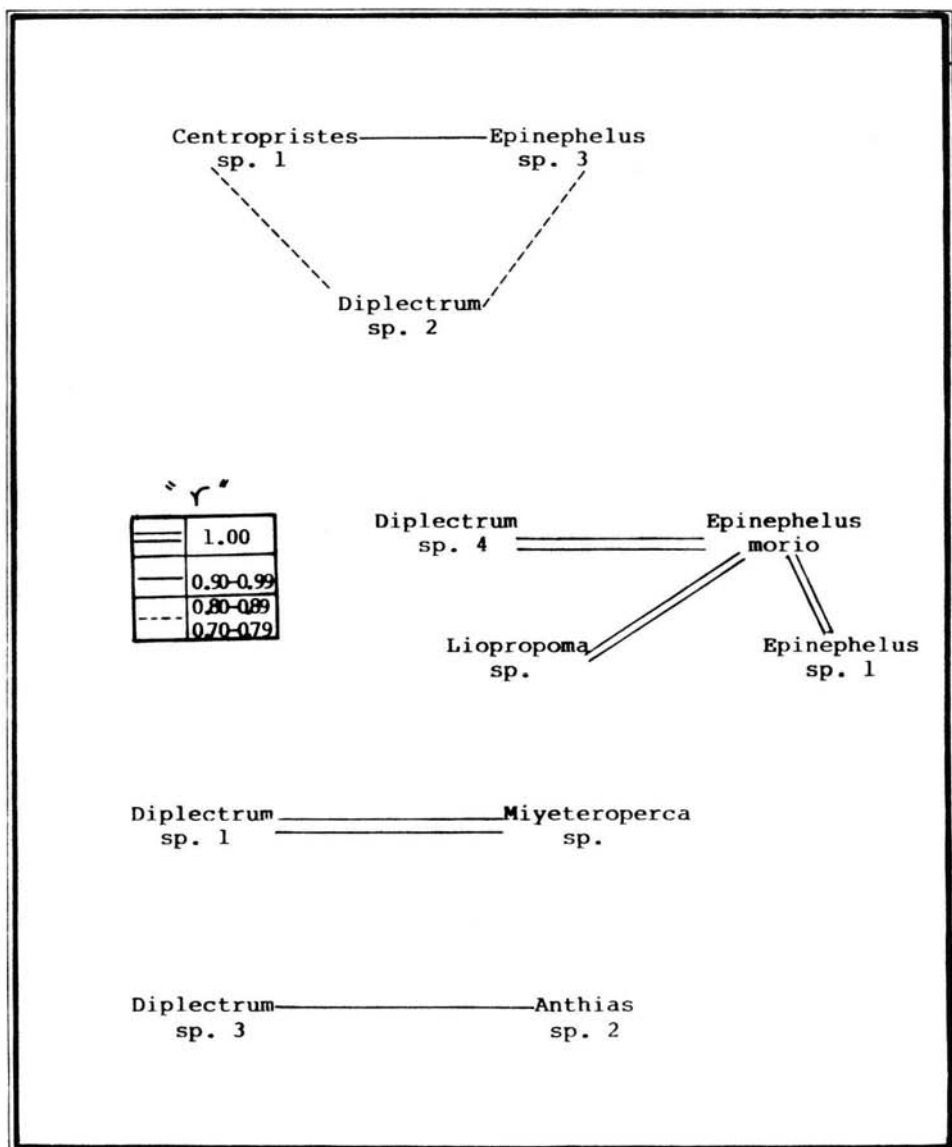 Centropristes Epinephelus
sp. 1 sp. 3
Diplectrum
sp. 2
"r"
1.00
0.90-0.99
0.80-0.89
0.70-0.79
Diplectrum Epinephelus
sp. 4 morio
Liopropoma Epinephelus
sp. sp. 1
Diplectrum Miyeteroperca
sp. 1 sp.
Diplectrum Anthias
sp. 3 sp. 2